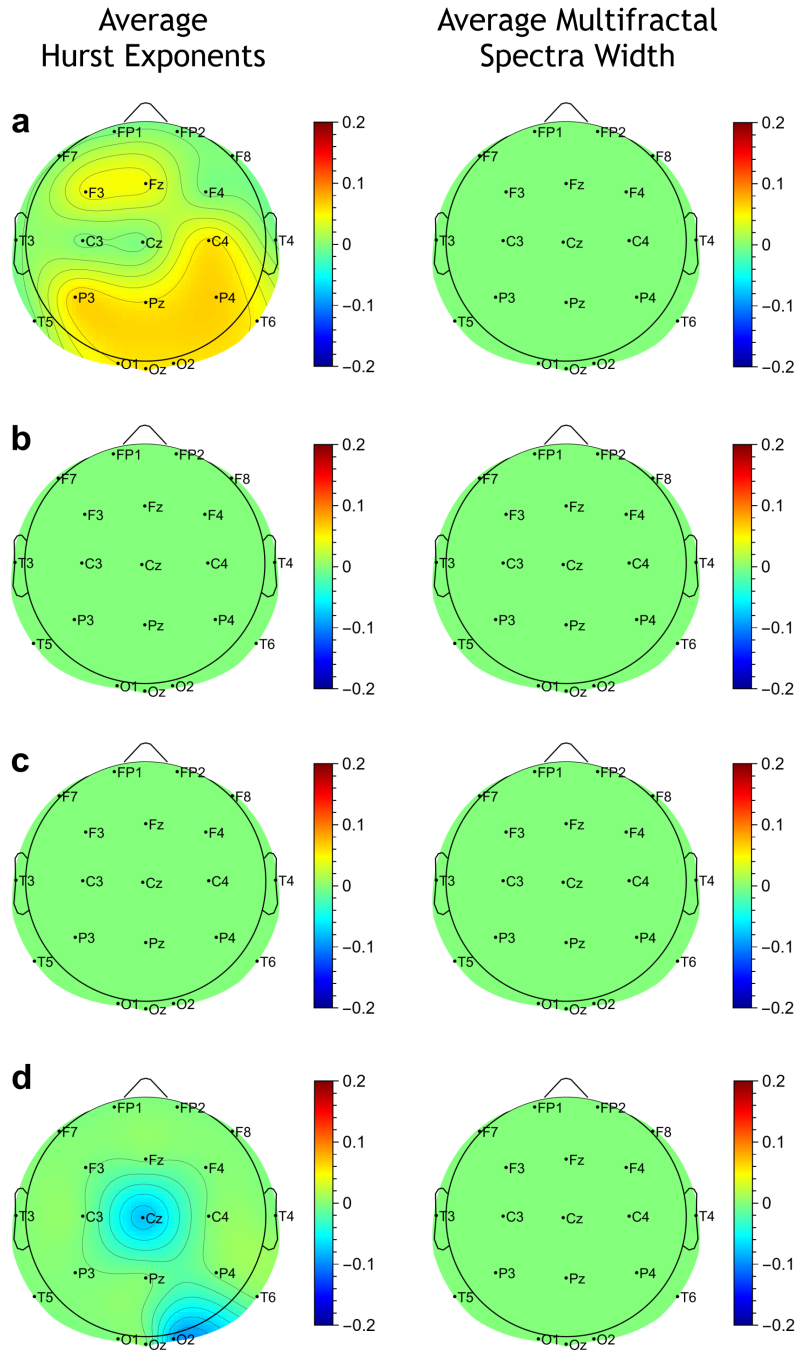 Average
Hurst Exponents
Average Multifractal
Spectra Width
a
FP1 FP2
F7 F8
F3 Fz F4
T3 C3 Cz C4 T4
P3 Pz P4
T5 T6
O1 Oz O2
0.2
0.1
0
−0.1
−0.2
FP1 FP2
F7 F8
F3 Fz F4
T3 C3 Cz C4 T4
P3 Pz P4
T5 T6
O1 Oz O2
0.2
0.1
0
−0.1
−0.2
b
FP1 FP2
F7 F8
F3 Fz F4
T3 C3 Cz C4 T4
P3 Pz P4
T5 T6
O1 Oz O2
0.2
0.1
0
−0.1
−0.2
FP1 FP2
F7 F8
F3 Fz F4
T3 C3 Cz C4 T4
P3 Pz P4
T5 T6
O1 Oz O2
0.2
0.1
0
−0.1
−0.2
c
FP1 FP2
F7 F8
F3 Fz F4
T3 C3 Cz C4 T4
P3 Pz P4
T5 T6
O1 Oz O2
0.2
0.1
0
−0.1
−0.2
FP1 FP2
F7 F8
F3 Fz F4
T3 C3 Cz C4 T4
P3 Pz P4
T5 T6
O1 Oz O2
0.2
0.1
0
−0.1
−0.2
d
FP1 FP2
F7 F8
F3 Fz F4
T3 C3 Cz C4 T4
P3 Pz P4
T5 T6
O1 Oz O2
0.2
0.1
0
−0.1
−0.2
FP1 FP2
F7 F8
F3 Fz F4
T3 C3 Cz C4 T4
P3 Pz P4
T5 T6
O1 Oz O2
0.2
0.1
0
−0.1
−0.2